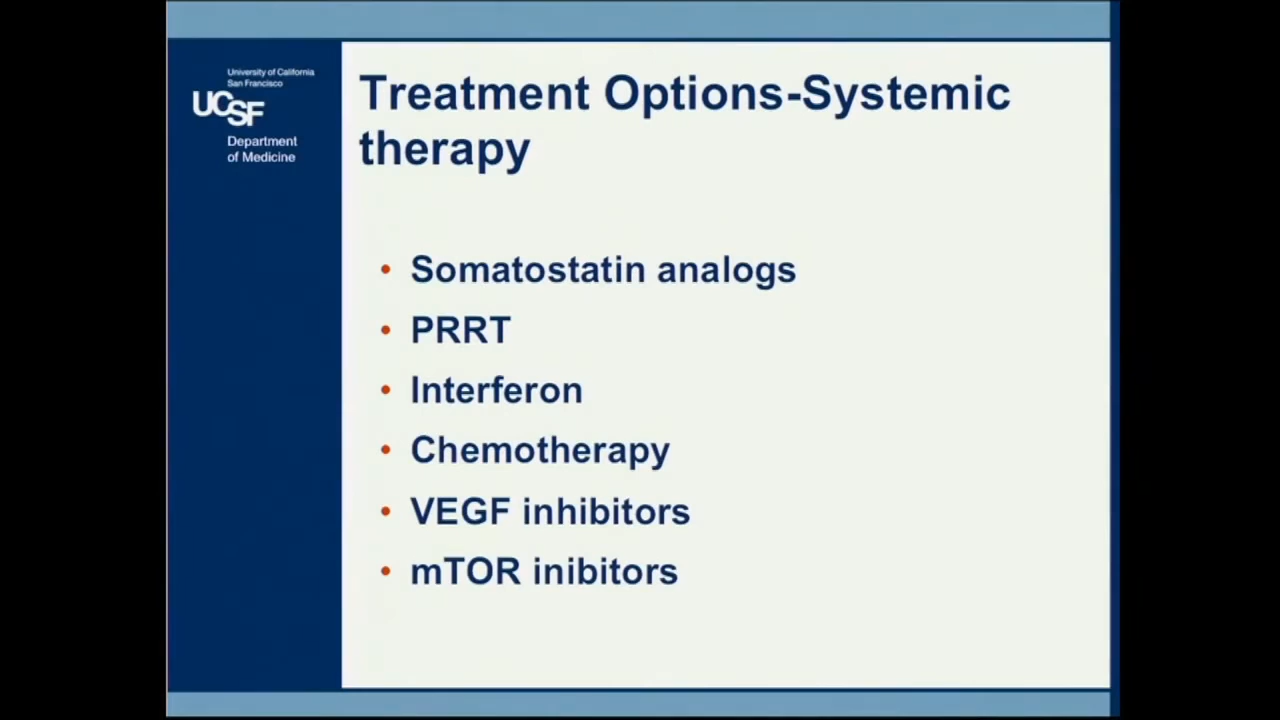 University of California
San Francisco
UCSF
Department
of Medicine
Treatment Options-Systemic
therapy
• Somatostatin analogs
• PRRT
• Interferon
• Chemotherapy
• VEGF inhibitors
• mTOR inibitors